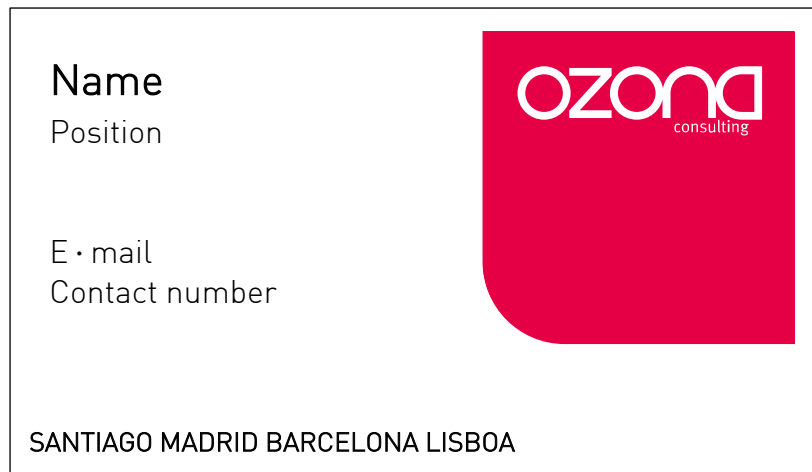 Name
Position
E · mail
Contact number
ozona
consulting
SANTIAGO MADRID BARCELONA LISBOA